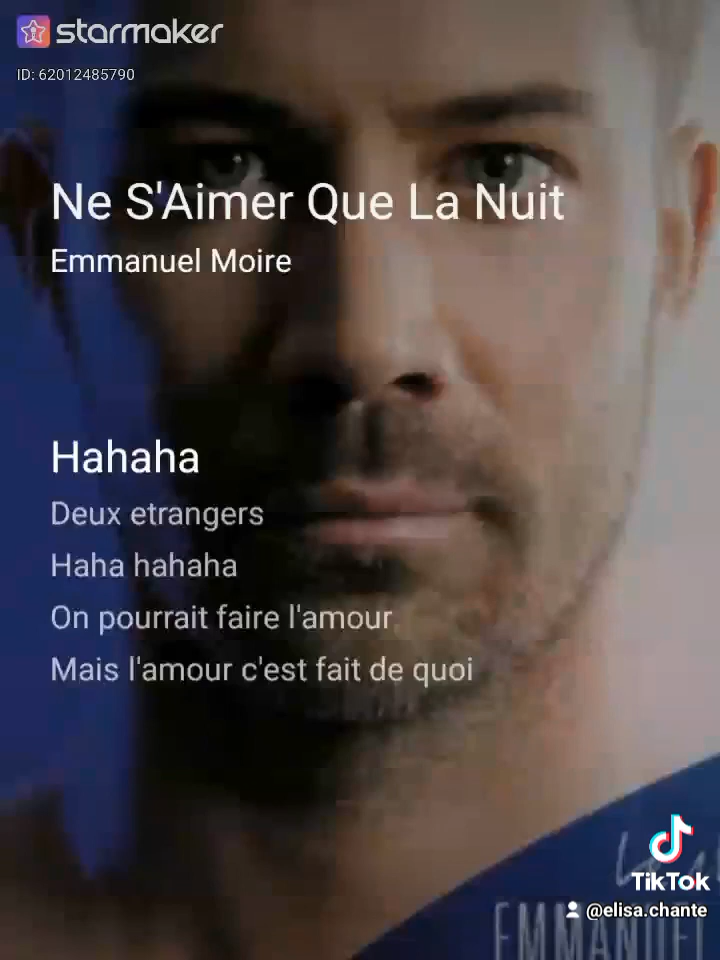 starmaker
ID: 62012485790
Ne S'Aimer Que La Nuit
Emmanuel Moire
Hahaha
Deux etrangers
Haha hahaha
On pourrait faire l'amour
Mais l'amour c'est fait de quoi
TikTok
@elisa.chante
EMMANUEL